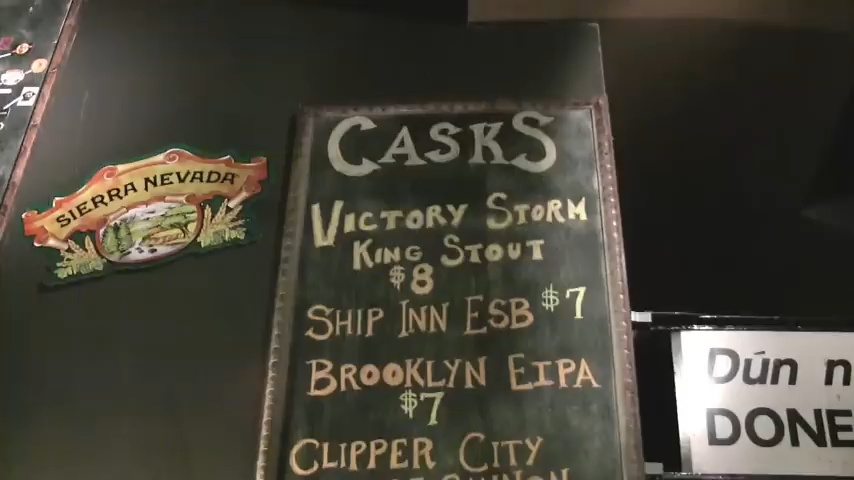 SIERRA NEVADA
CASKS
VICTORY STORM
KING STOUT
$8
SHIP INN ESB $7
BROOKLYN EIPA
$7
CLIPPER CITY
Dún n
DONE